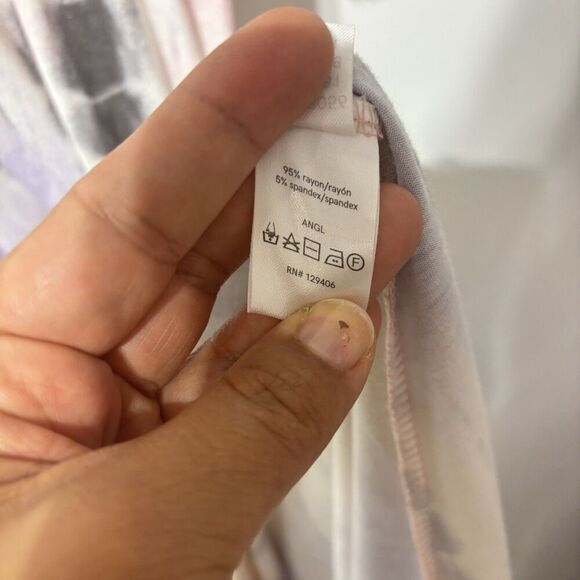 95% rayon/rayón
5% spandex/spandex
ANGL
F
RN# 129406